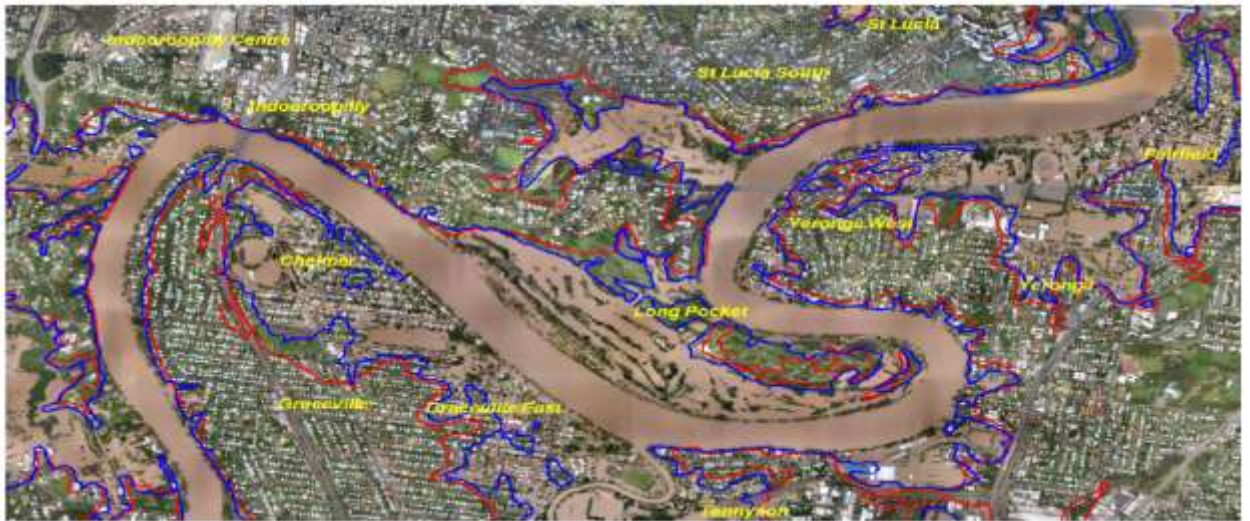 St Lucia
Indooroopilly Centre
St Lucia South
Indooroopilly
Fairfield
Yeronga West
Chelmer
Yeronga
Long Pocket
Graceville
Graceville East
Tennyson